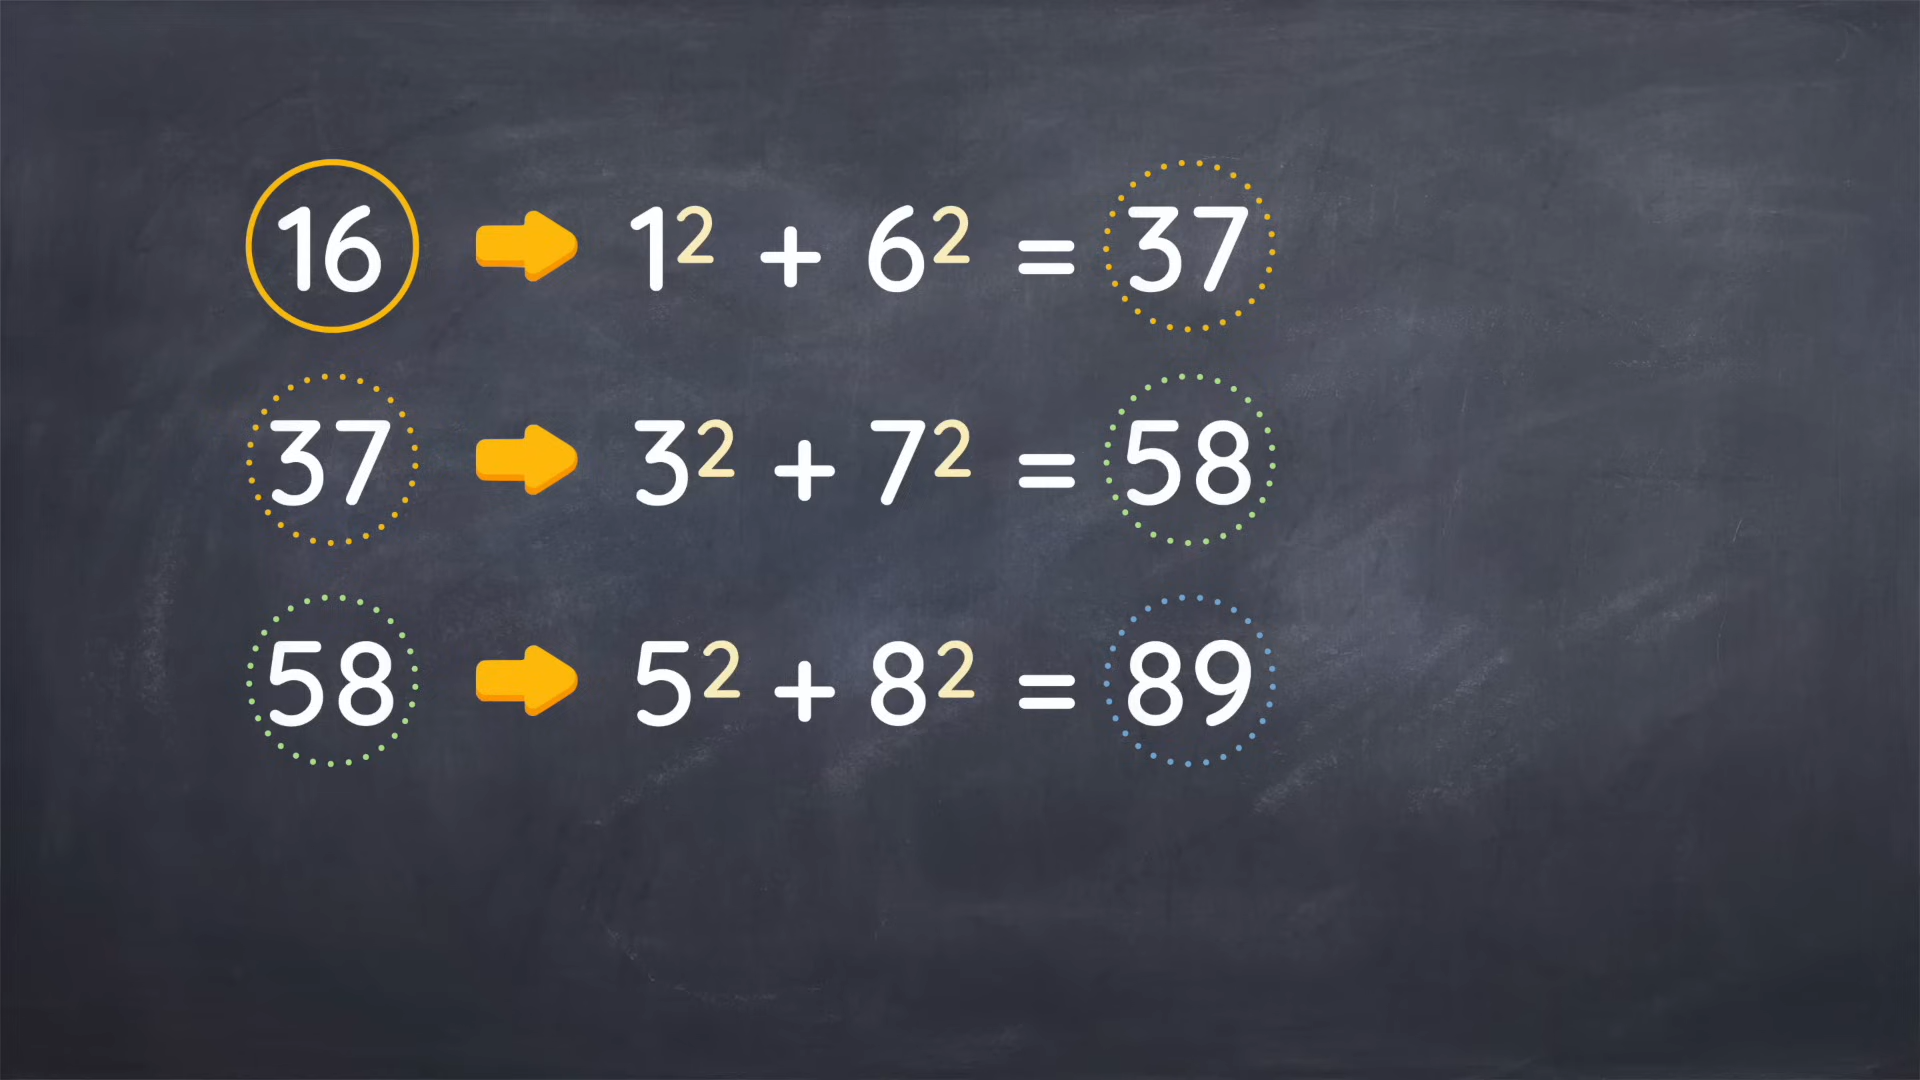 16 1² + 6² = 37
37 3² + 7² = 58
58 5² + 8² = 89